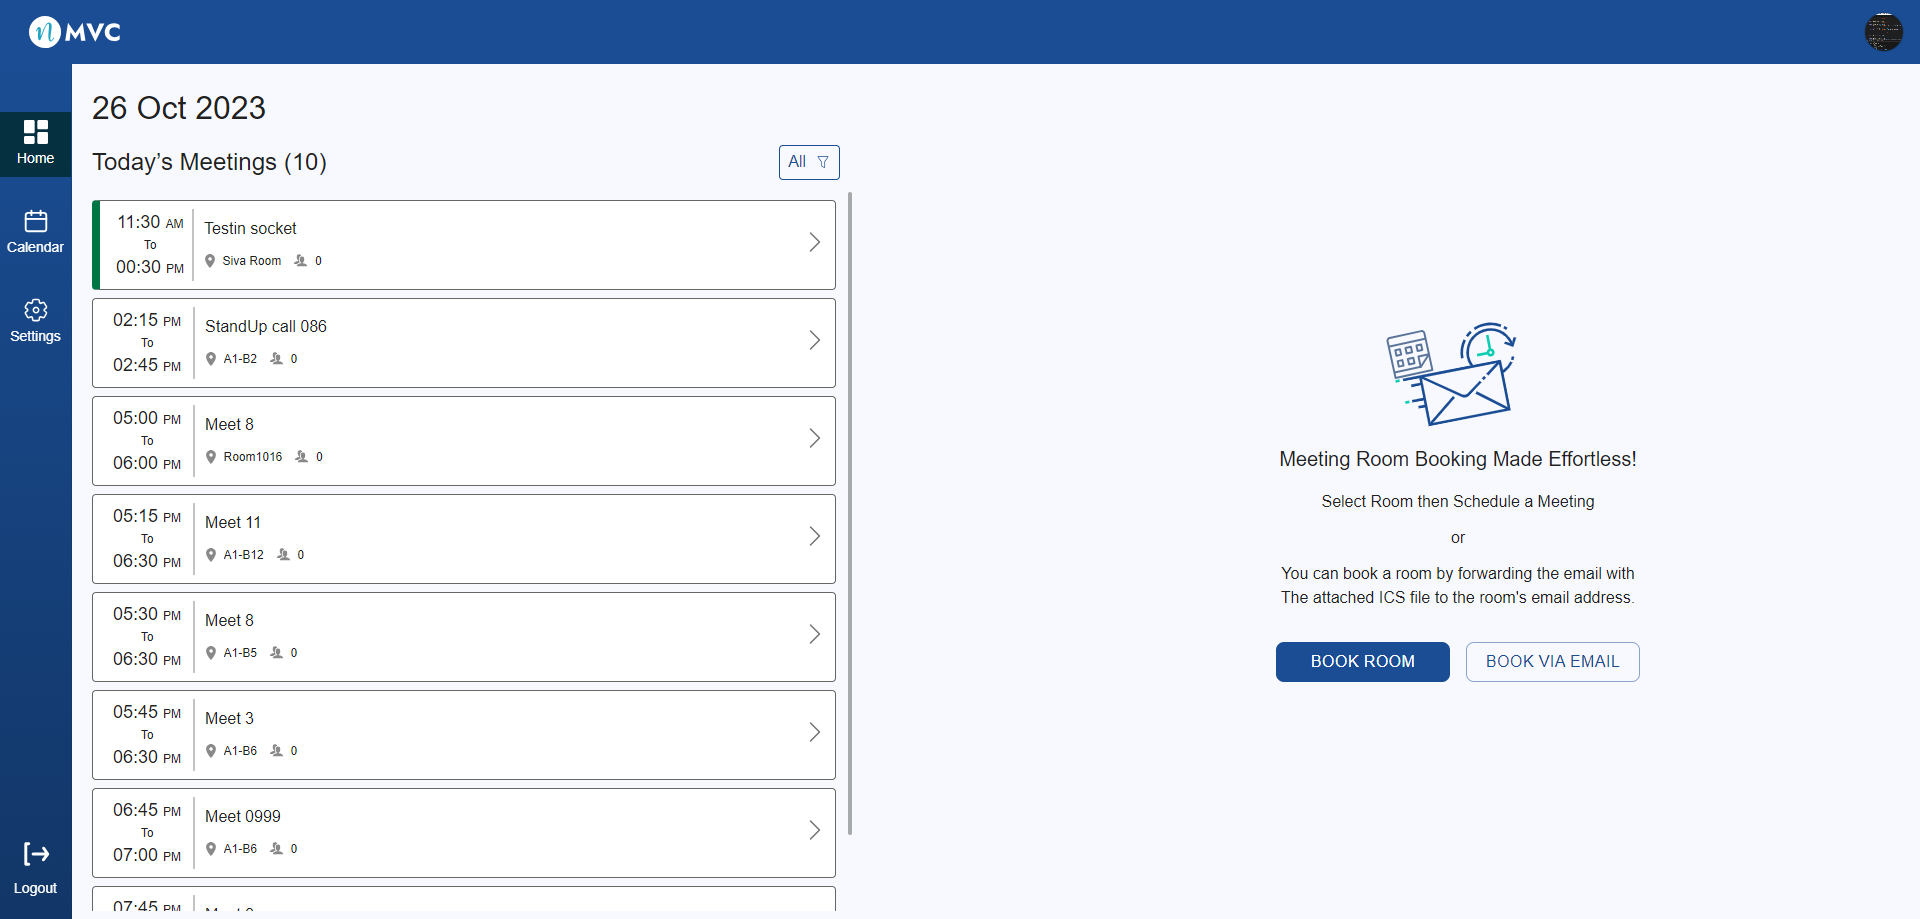 n MVC
Home
Calendar
Settings
Logout
26 Oct 2023
Today’s Meetings (10)
All
11:30 AM
To
00:30 PM
Testin socket
Siva Room 0
02:15 PM
To
02:45 PM
StandUp call 086
A1-B2 0
05:00 PM
To
06:00 PM
Meet 8
Room1016 0
05:15 PM
To
06:30 PM
Meet 11
A1-B12 0
05:30 PM
To
06:30 PM
Meet 8
A1-B5 0
05:45 PM
To
06:30 PM
Meet 3
A1-B6 0
06:45 PM
To
07:00 PM
Meet 0999
A1-B6 0
07:45 PM
Meeting Room Booking Made Effortless!
Select Room then Schedule a Meeting
or
You can book a room by forwarding the email with
The attached ICS file to the room's email address.
BOOK ROOM
BOOK VIA EMAIL